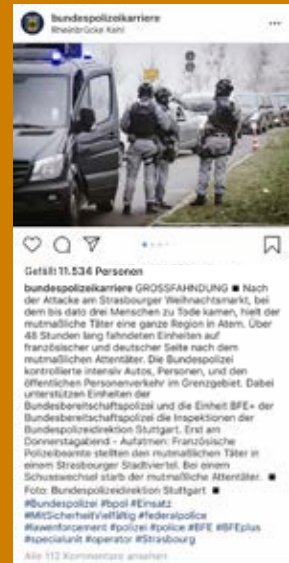 bundespolizeikarriere
Rheinbrücke Kehl
Gefällt 11.534 Personen
bundespolizeikarriere GROSSFAHNDUNG ■ Nach
der Attacke am Strasbourger Weihnachtsmarkt, bei
dem bis dato drei Menschen zu Tode kamen, hielt der
mutmaßliche Täter eine ganze Region in Atem. Über
48 Stunden lang fahndeten Einheiten auf
französischer und deutscher Seite nach dem
mutmaßlichen Attentäter. Die Bundespolizei
kontrollierte intensiv Autos, Personen, und den
öffentlichen Personenverkehr im Grenzgebiet. Dabei
unterstützen Einheiten der
Bundesbereitschaftspolizei und die Einheit BFE+ der
Bundesbereitschaftspolizei die Inspektionen der
Bundespolizeidirektion Stuttgart. Erst am
Donnerstagabend - Aufatmen: Französische
Polizeibeamte stellten den mutmaßlichen Täter in
einem Strasbourger Stadtviertel. Bei einem
Schusswechsel starb der mutmaßliche Attentäter. ■
Foto: Bundespolizeidirektion Stuttgart ■
#Bundespolizei #bpol #Einsatz
#MitSicherheitVielfältig #federalpolice
#lawenforcement #polizei #police #BFE #BFEplus
#specialunit #operator #Strasbourg
Alle 112 Kommentare ansehen